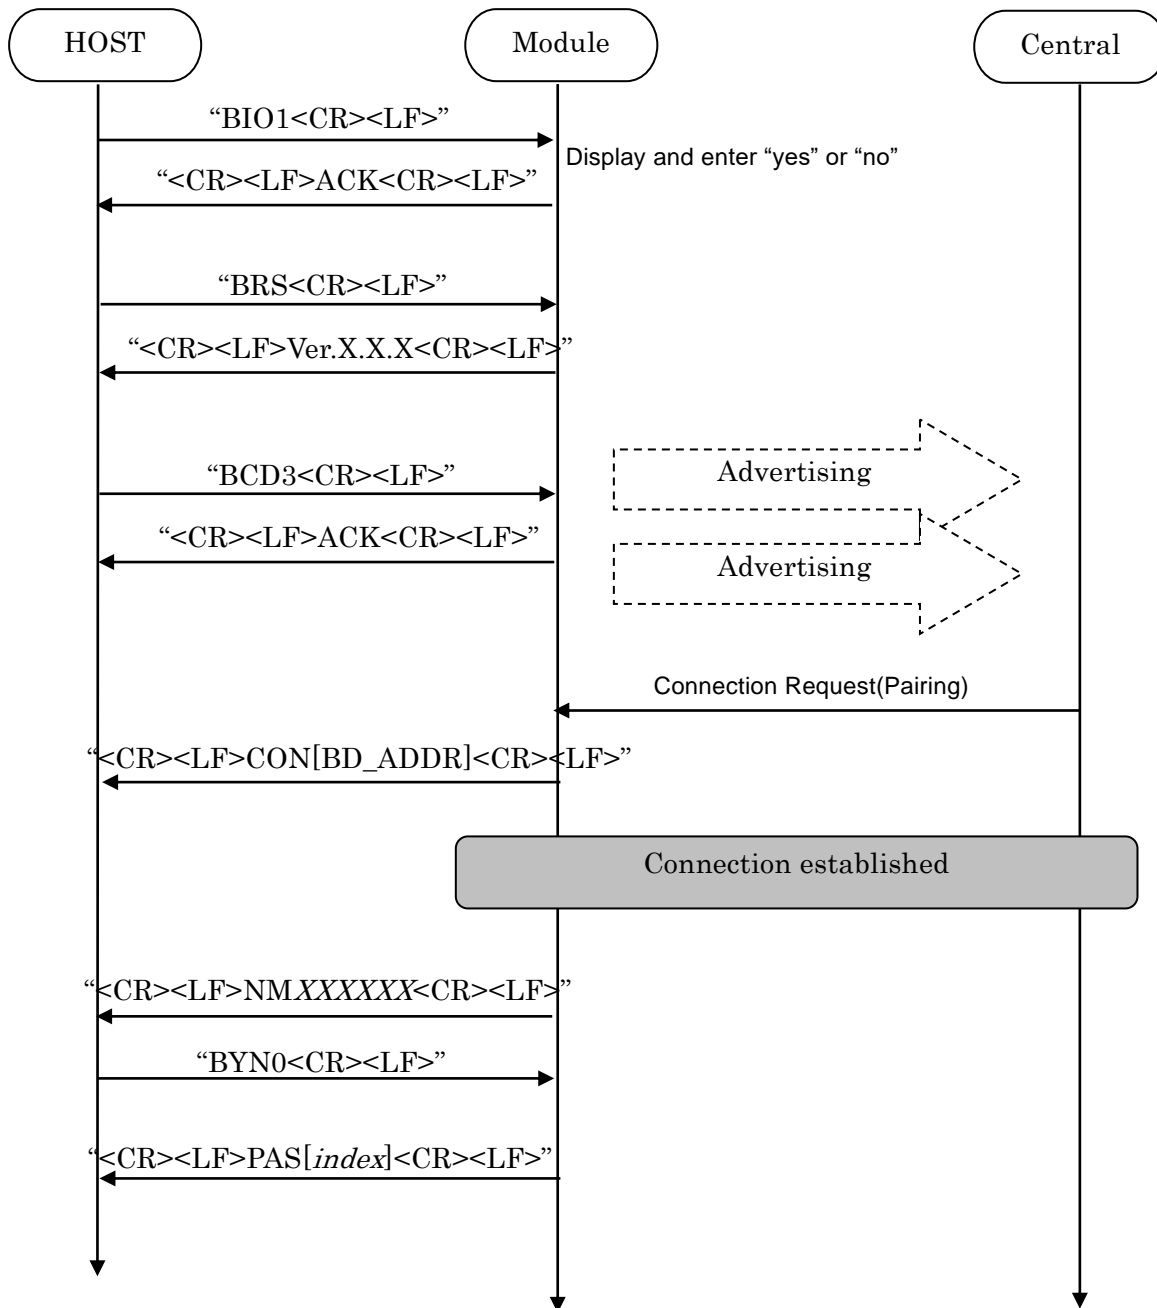 HOST
Module
Central
“BIO1<CR><LF>”
Display and enter “yes” or “no”
“<CR><LF>ACK<CR><LF>”
“BRS<CR><LF>”
“<CR><LF>Ver.X.X.X<CR><LF>”
Advertising
“BCD3<CR><LF>”
“<CR><LF>ACK<CR><LF>”
Advertising
Connection Request(Pairing)
“<CR><LF>CON[BD_ADDR]<CR><LF>”
Connection established
“<CR><LF>NMXXXXXX<CR><LF>”
“BYN0<CR><LF>”
“<CR><LF>PAS[index]<CR><LF>”